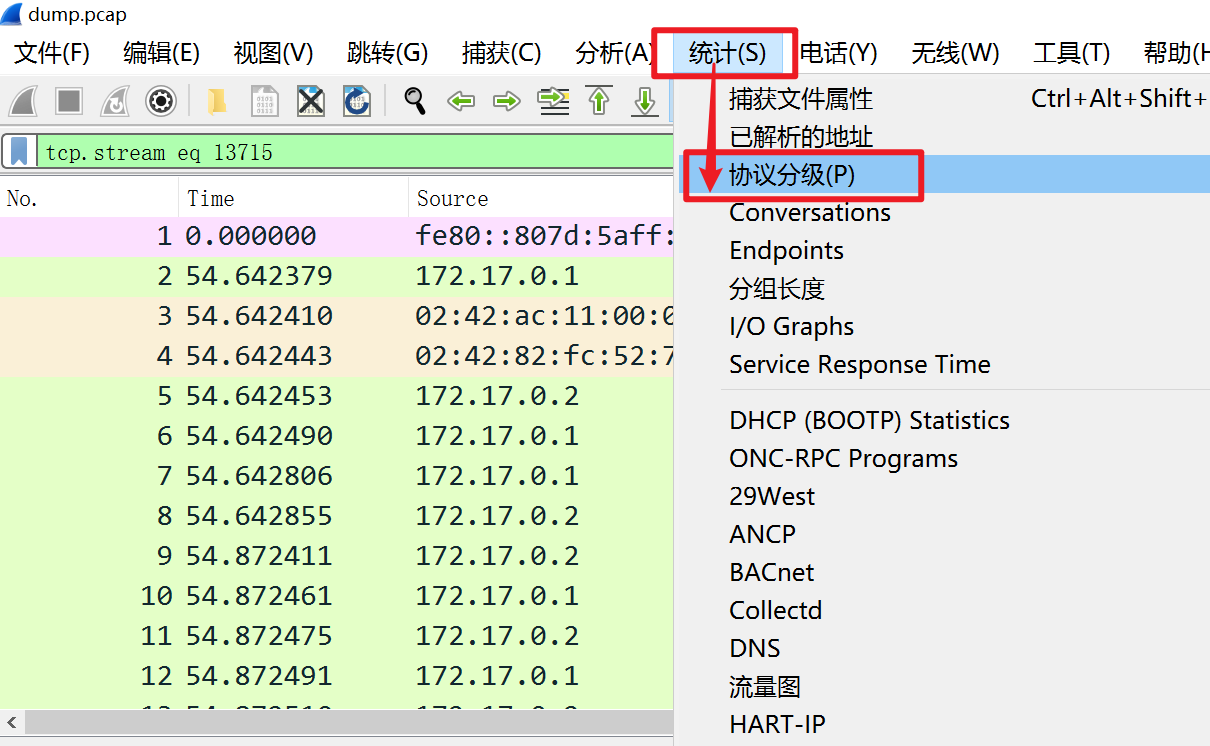 dump.pcap
文件(F) 编辑(E) 视图(V) 跳转(G) 捕获(C) 分析(A) 统计(S) 电话(Y) 无线(W) 工具(T) 帮助(H
tcp.stream eq 13715
No. Time Source
1 0.000000 fe80::807d:5aff:
2 54.642379 172.17.0.1
3 54.642410 02:42:ac:11:00:0
4 54.642443 02:42:82:fc:52:7
5 54.642453 172.17.0.2
6 54.642490 172.17.0.1
7 54.642806 172.17.0.1
8 54.642855 172.17.0.2
9 54.872411 172.17.0.2
10 54.872461 172.17.0.1
11 54.872475 172.17.0.2
12 54.872491 172.17.0.1
捕获文件属性 Ctrl+Alt+Shift+
已解析的地址
协议分级(P)
Conversations
Endpoints
分组长度
I/O Graphs
Service Response Time
DHCP (BOOTP) Statistics
ONC-RPC Programs
29West
ANCP
BACnet
Collectd
DNS
流量图
HART-IP